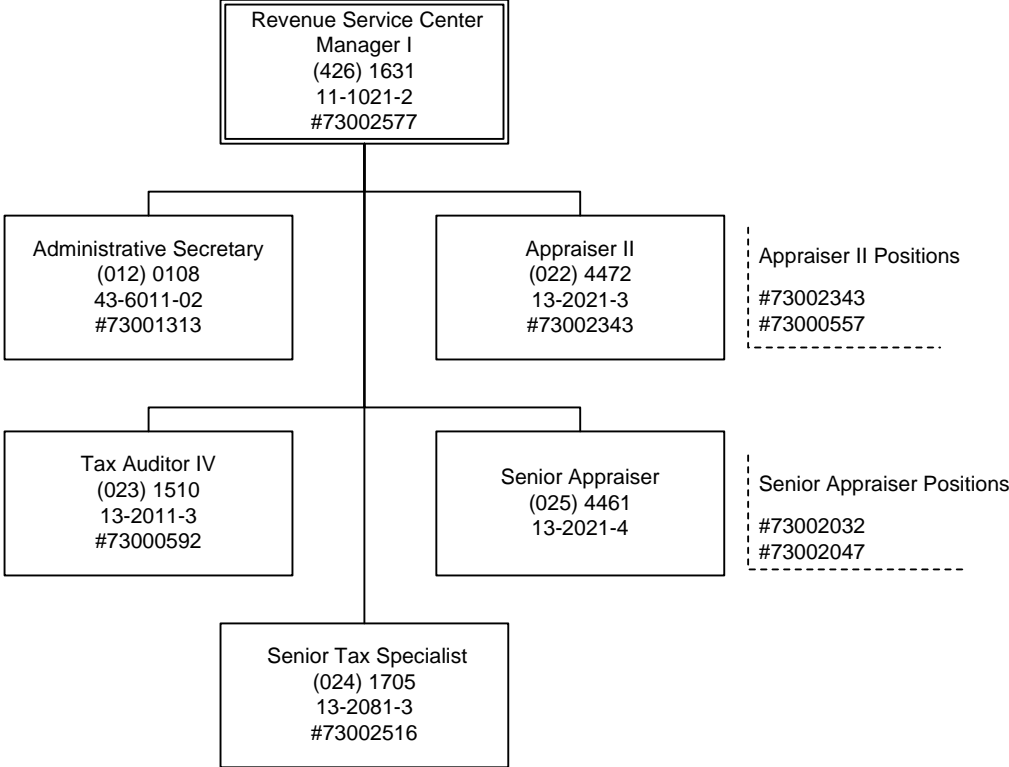 Revenue Service Center
Manager I
(426) 1631
11-1021-2
#73002577
Administrative Secretary
(012) 0108
43-6011-02
#73001313
Appraiser II
(022) 4472
13-2021-3
#73002343
Appraiser II Positions
#73002343
#73000557
Tax Auditor IV
(023) 1510
13-2011-3
#73000592
Senior Appraiser
(025) 4461
13-2021-4
Senior Appraiser Positions
#73002032
#73002047
Senior Tax Specialist
(024) 1705
13-2081-3
#73002516